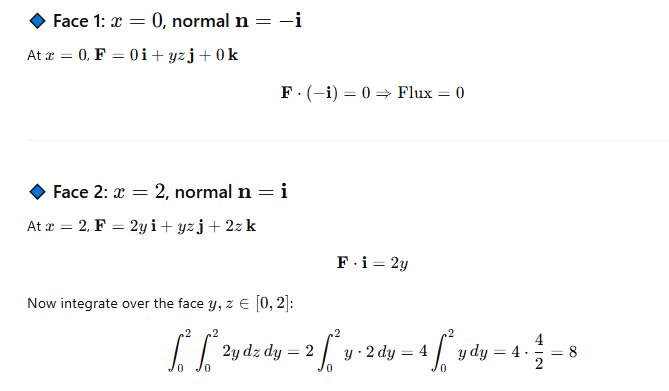 Face 1: x = 0, normal n = −i
At x = 0, F = 0 i + yz j + 0 k
F · (−i) = 0 ⇒ Flux = 0
Face 2: x = 2, normal n = i
At x = 2, F = 2y i + yz j + 2z k
F · i = 2y
Now integrate over the face y, z ∈ [0, 2]:
∫₀² ∫₀² 2y dz dy = 2 ∫₀² y · 2 dy = 4 ∫₀² y dy = 4 · 4/2 = 8